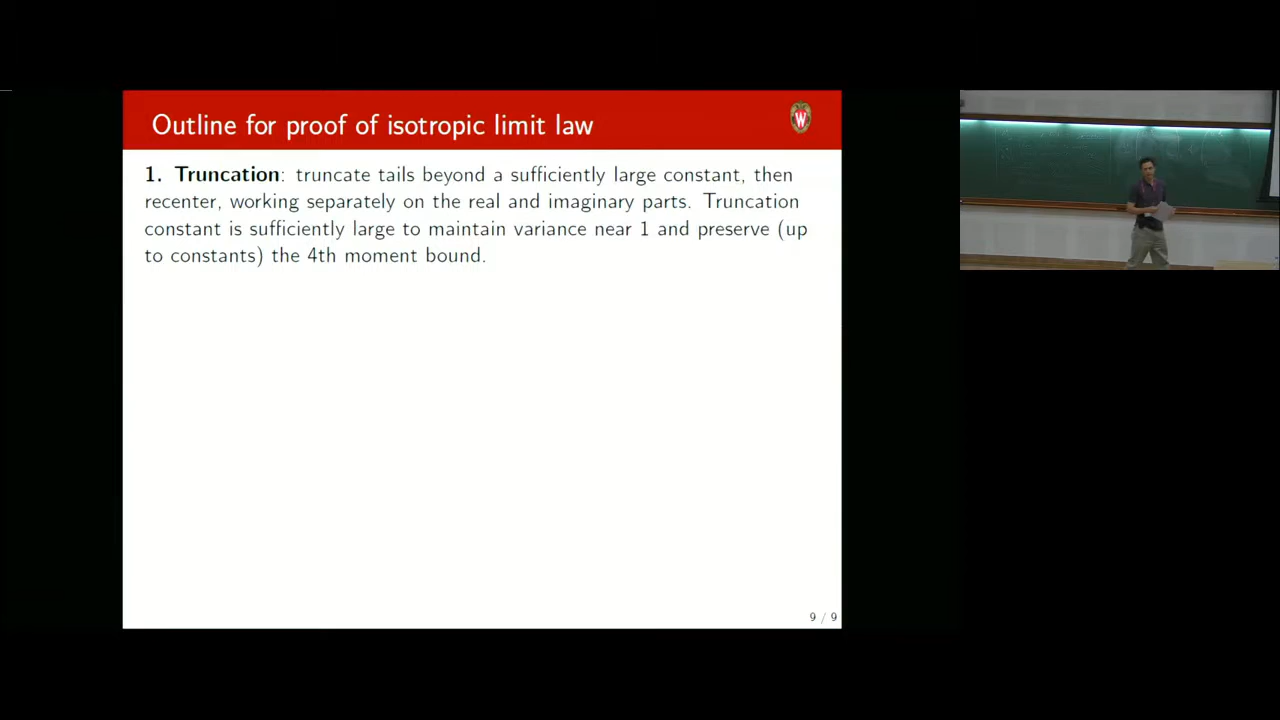 Outline for proof of isotropic limit law
W
1. Truncation: truncate tails beyond a sufficiently large constant, then
recenter, working separately on the real and imaginary parts. Truncation
constant is sufficiently large to maintain variance near 1 and preserve (up
to constants) the 4th moment bound.
9 / 9